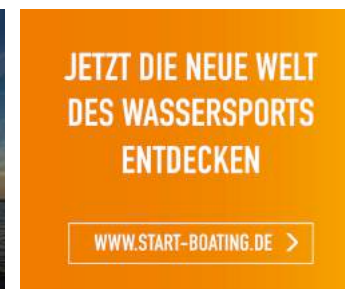 JETZT DIE NEUE WELT
DES WASSERSPORTS
ENTDECKEN
WWW.START-BOATING.DE >